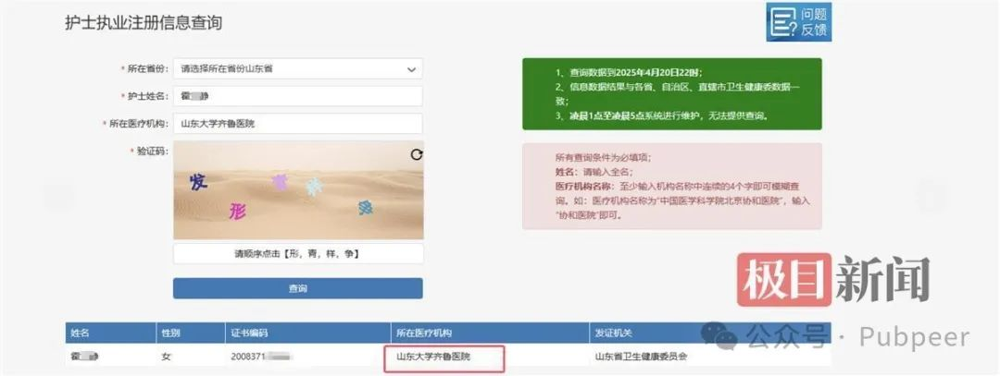 护士执业注册信息查询
问题
反馈
* 所在省份: 请选择所在省份山东省
* 护士姓名: 霍 静
* 所在医疗机构: 山东大学齐鲁医院
* 验证码:
发
形
请顺序点击【形，青，样，争】
查询
1、查询数据到2025年4月20日22时；
2、信息数据结果与各省、自治区、直辖市卫生健康委数据一
致；
3、凌晨1点至凌晨5点系统进行维护，无法提供查询。
所有查询条件为必填项；
姓名：请输入全名；
医疗机构名称：至少输入机构名称中连续的4个字即可模糊查
询。如：医疗机构名称为“中国医学科学院北京协和医院”，输入
“协和医院”即可。
极目新闻
姓名 性别 证书编码 所在医疗机构 发证机关
霍 静 女 2008371 山东大学齐鲁医院 山东省卫生健康委员会
公众号 · Pubpeer